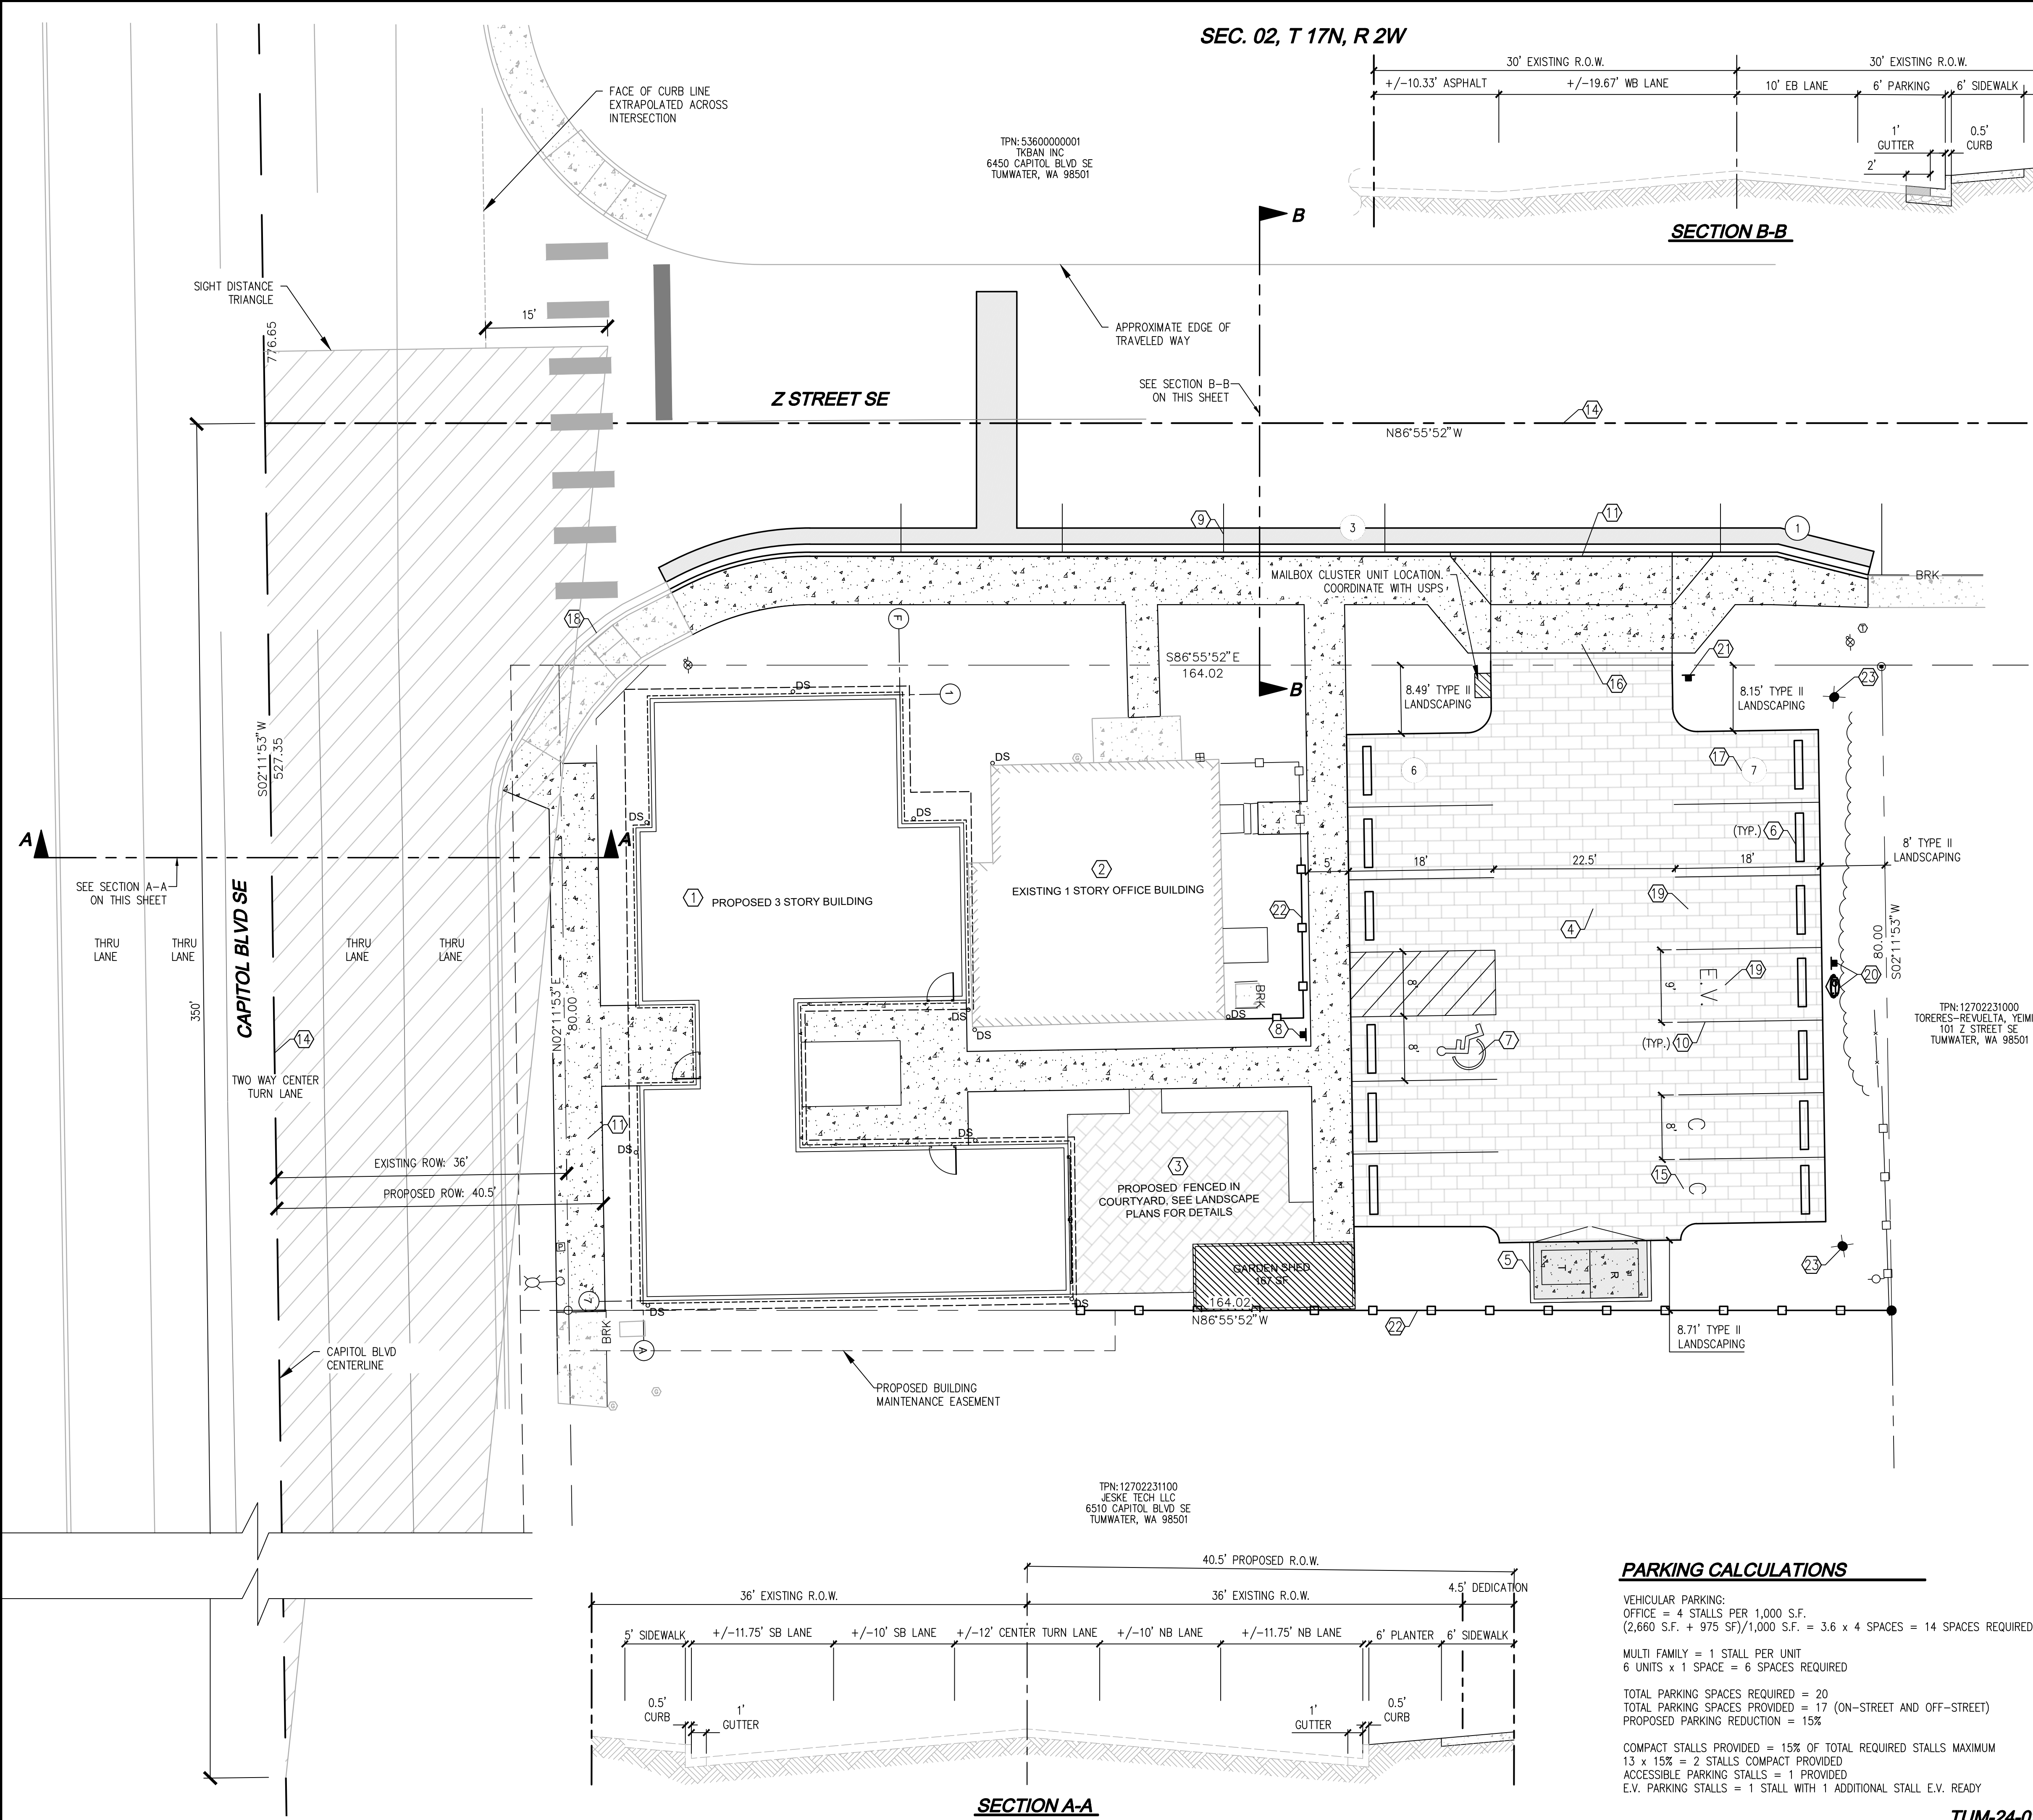 SEC. 02, T 17N, R 2W
30' EXISTING R.O.W.
30' EXISTING R.O.W.
+/-10.33' ASPHALT
+/-19.67' WB LANE
10' EB LANE
6' PARKING
6' SIDEWALK
1'
GUTTER
0.5'
CURB
2'
SECTION B-B
FACE OF CURB LINE
EXTRAPOLATED ACROSS
INTERSECTION
TPN: 53600000001
TKBAN INC
6450 CAPITOL BLVD SE
TUMWATER, WA 98501
B
SIGHT DISTANCE
TRIANGLE
776.65
15'
APPROXIMATE EDGE OF
TRAVELED WAY
SEE SECTION B-B
ON THIS SHEET
Z STREET SE
14
N86°55'52"W
9
3
11
1
MAILBOX CLUSTER UNIT LOCATION.
COORDINATE WITH USPS
BRK
18
F
S86°55'52"E
164.02
B
1
DS
8.49' TYPE II
LANDSCAPING
16
21
8.15' TYPE II
LANDSCAPING
23
S02°11'53"W
527.35
DS
DS
DS
6
17
7
(TYP.) 6
A
A
SEE SECTION A-A
ON THIS SHEET
CAPITOL BLVD SE
THRU
LANE
THRU
LANE
THRU
LANE
THRU
LANE
1
PROPOSED 3 STORY BUILDING
2
EXISTING 1 STORY OFFICE BUILDING
5'
18'
22.5'
18'
8' TYPE II
LANDSCAPING
22
4
19
80.00
S02°11'53"W
350'
N02°11'53"E
80.00
BRK
8'
9'
E.V.
19
20
DS
DS
DS
8
8'
7
(TYP.) 10
TPN: 12702231000
TORERES-REVUELTA, YEIMI
101 Z STREET SE
TUMWATER, WA 98501
14
TWO WAY CENTER
TURN LANE
11
DS
DS
8'
C
C
15
EXISTING ROW: 36'
PROPOSED ROW: 40.5'
3
PROPOSED FENCED IN
COURTYARD. SEE LANDSCAPE
PLANS FOR DETAILS
P
7
DS
DS
GARDEN SHED
167 SF
164.02
N86°55'52"W
5
T
R
23
22
8.71' TYPE II
LANDSCAPING
BRK
A
CAPITOL BLVD
CENTERLINE
PROPOSED BUILDING
MAINTENANCE EASEMENT
TPN: 12702231100
JESKE TECH LLC
6510 CAPITOL BLVD SE
TUMWATER, WA 98501
40.5' PROPOSED R.O.W.
36' EXISTING R.O.W.
36' EXISTING R.O.W.
4.5' DEDICATION
5' SIDEWALK
+/-11.75' SB LANE
+/-10' SB LANE
+/-12' CENTER TURN LANE
+/-10' NB LANE
+/-11.75' NB LANE
6' PLANTER
6' SIDEWALK
0.5'
CURB
1'
GUTTER
1'
GUTTER
0.5'
CURB
SECTION A-A
PARKING CALCULATIONS
VEHICULAR PARKING:
OFFICE = 4 STALLS PER 1,000 S.F.
(2,660 S.F. + 975 SF)/1,000 S.F. = 3.6 x 4 SPACES = 14 SPACES REQUIRED
MULTI FAMILY = 1 STALL PER UNIT
6 UNITS x 1 SPACE = 6 SPACES REQUIRED
TOTAL PARKING SPACES REQUIRED = 20
TOTAL PARKING SPACES PROVIDED = 17 (ON-STREET AND OFF-STREET)
PROPOSED PARKING REDUCTION = 15%
COMPACT STALLS PROVIDED = 15% OF TOTAL REQUIRED STALLS MAXIMUM
13 x 15% = 2 STALLS COMPACT PROVIDED
ACCESSIBLE PARKING STALLS = 1 PROVIDED
E.V. PARKING STALLS = 1 STALL WITH 1 ADDITIONAL STALL E.V. READY
TUM-24-0